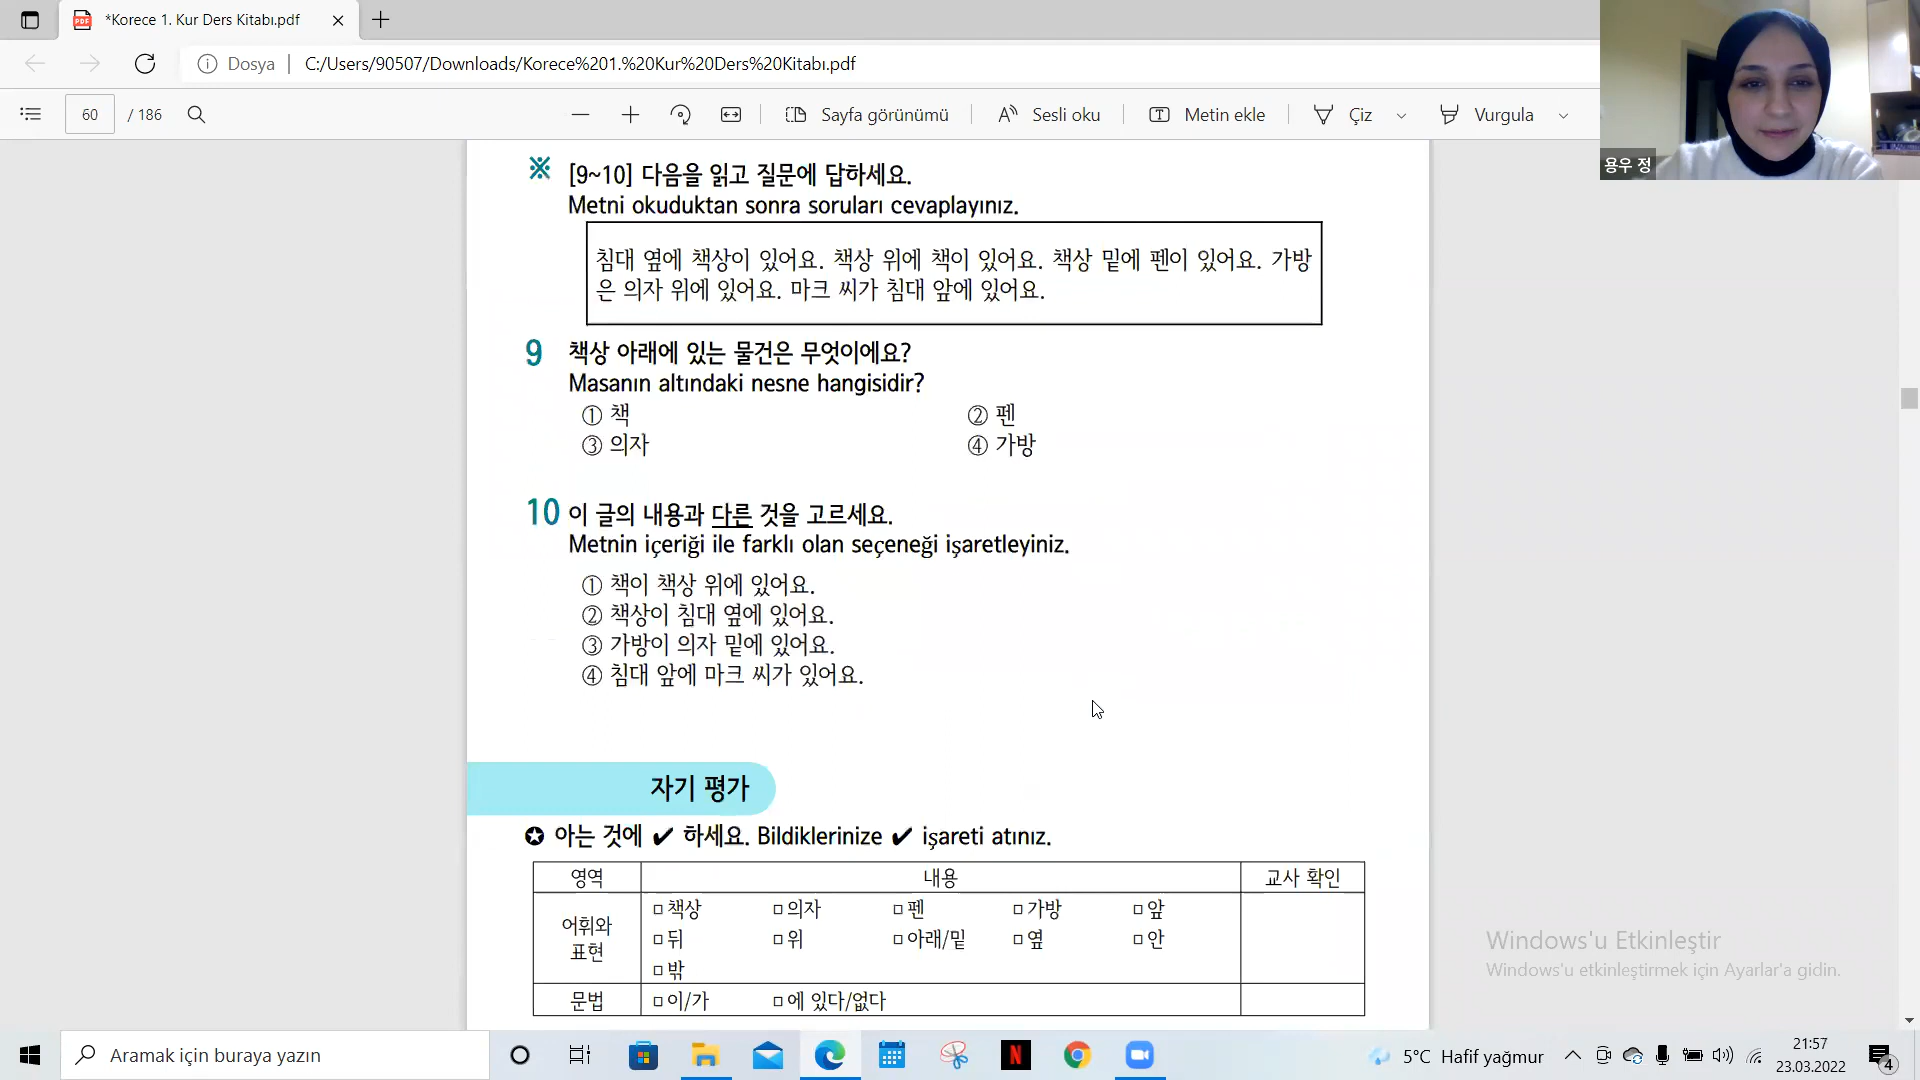 *Korece 1. Kur Ders Kitabı.pdf
Dosya C:/Users/90507/Downloads/Korece%201.%20Kur%20Ders%20Kitabı.pdf
60 / 186 Sayfa görünümü Sesli oku Metin ekle Çiz Vurgula
용우 정
※ [9~10] 다음을 읽고 질문에 답하세요.
Metni okuduktan sonra soruları cevaplayınız.
침대 옆에 책상이 있어요. 책상 위에 책이 있어요. 책상 밑에 펜이 있어요. 가방
은 의자 위에 있어요. 마크 씨가 침대 앞에 있어요.
9 책상 아래에 있는 물건은 무엇이에요?
Masanın altındaki nesne hangisidir?
① 책 ② 펜
③ 의자 ④ 가방
10 이 글의 내용과 다른 것을 고르세요.
Metnin içeriği ile farklı olan seçeneği işaretleyiniz.
① 책이 책상 위에 있어요.
② 책상이 침대 옆에 있어요.
③ 가방이 의자 밑에 있어요.
④ 침대 앞에 마크 씨가 있어요.
자기 평가
✪ 아는 것에 ✔ 하세요. Bildiklerinize ✔ işareti atınız.
영역 내용 교사 확인
어휘와
표현
□ 책상 □ 의자 □ 펜 □ 가방 □ 앞
□ 뒤 □ 위 □ 아래/밑 □ 옆 □ 안
□ 밖
문법 □ 이/가 □ 에 있다/없다
Windows'u Etkinleştir
Windows'u etkinleştirmek için Ayarlar'a gidin.
Aramak için buraya yazın
5°C Hafif yağmur
21:57
23.03.2022
4